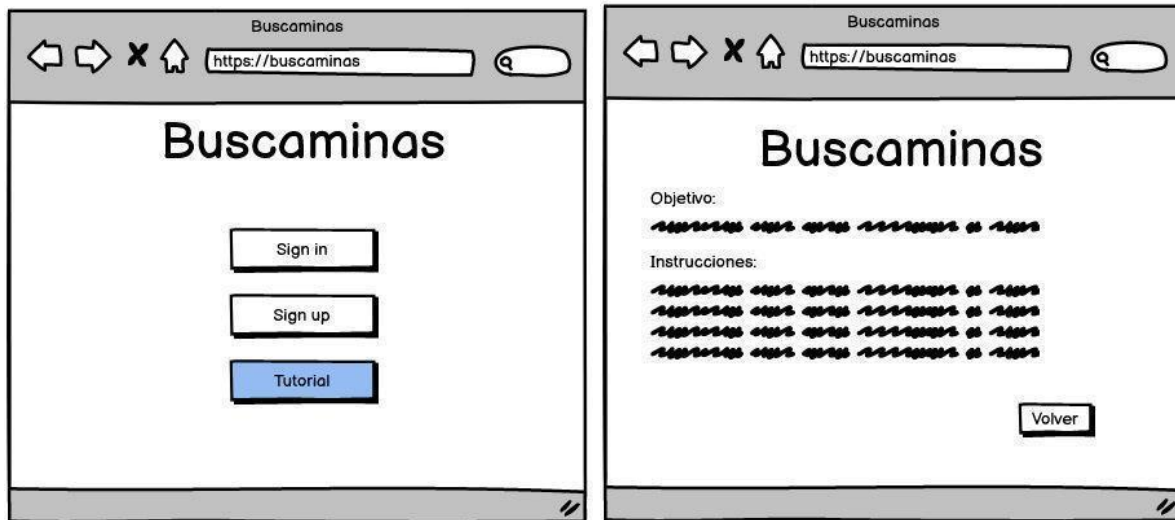 Buscaminas
https://buscaminas
Buscaminas
Sign in
Sign up
Tutorial
Buscaminas
https://buscaminas
Buscaminas
Objetivo:
Instrucciones:
Volver